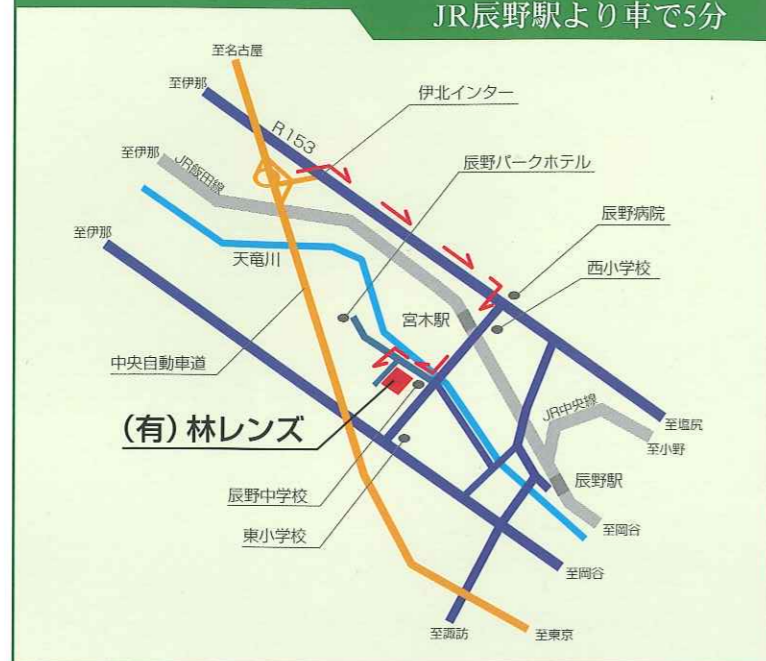 JR辰野駅より車で5分
至名古屋
至伊那
伊北インター
R153
至伊那
JR飯田線
辰野パークホテル
辰野病院
至伊那
天竜川
西小学校
宮木駅
中央自動車道
JR中央線
至塩尻
(有)林レンズ
至小野
辰野駅
辰野中学校
東小学校
至岡谷
至岡谷
至諏訪
至東京